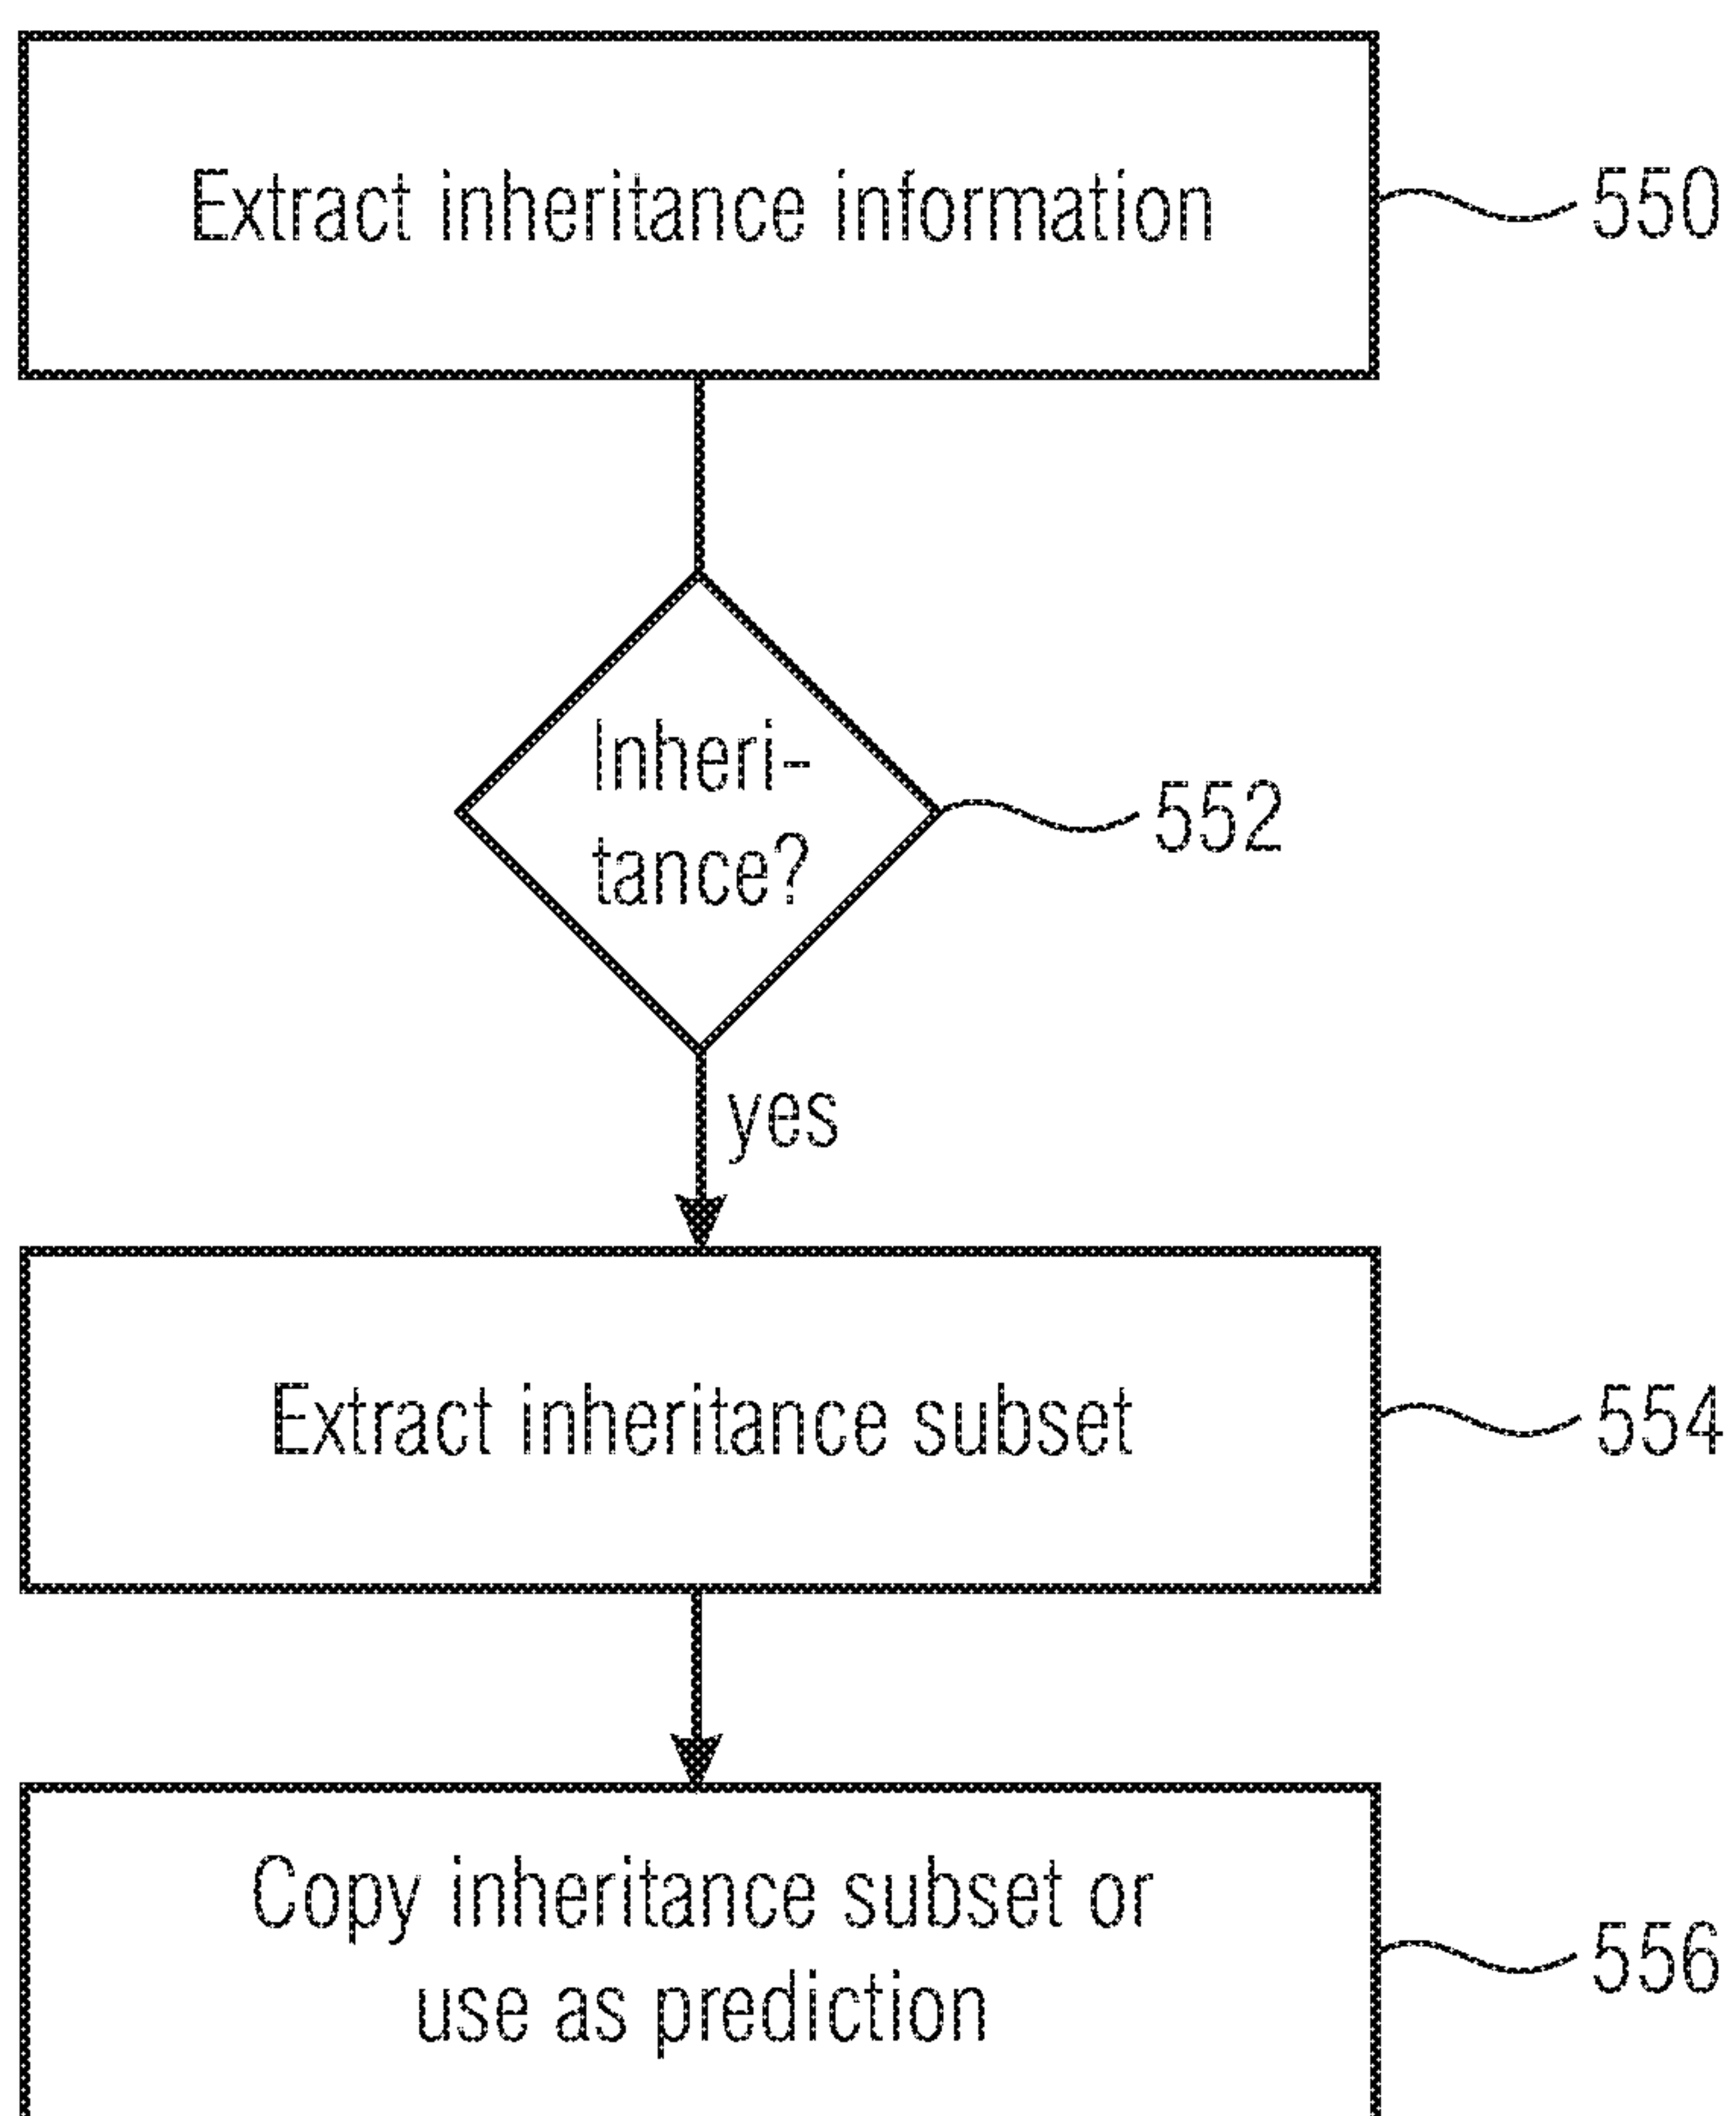 Extract inheritance information
550
Inheri-
tance?
552
yes
Extract inheritance subset
554
Copy inheritance subset or
use as prediction
556